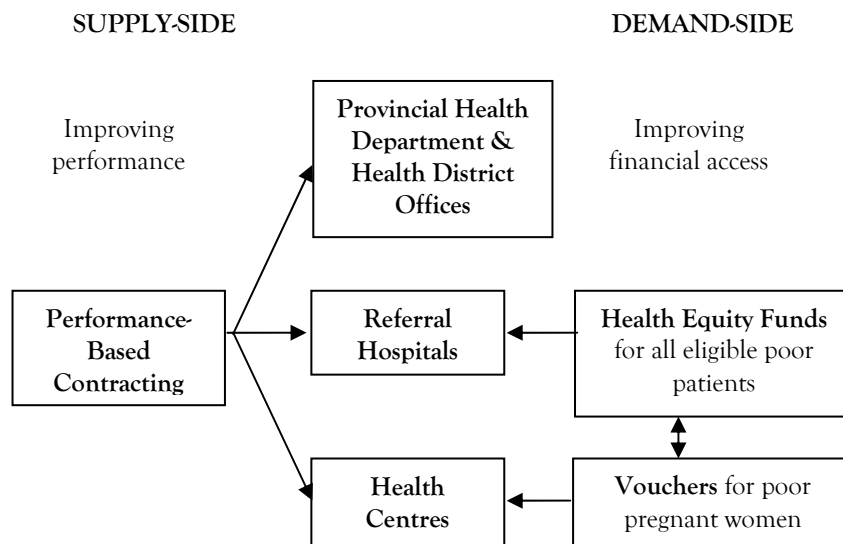 SUPPLY-SIDE
DEMAND-SIDE
Improving
performance
Provincial Health
Department &
Health District
Offices
Improving
financial access
Performance-
Based
Contracting
Referral
Hospitals
Health Equity Funds
for all eligible poor
patients
Health
Centres
Vouchers for poor
pregnant women